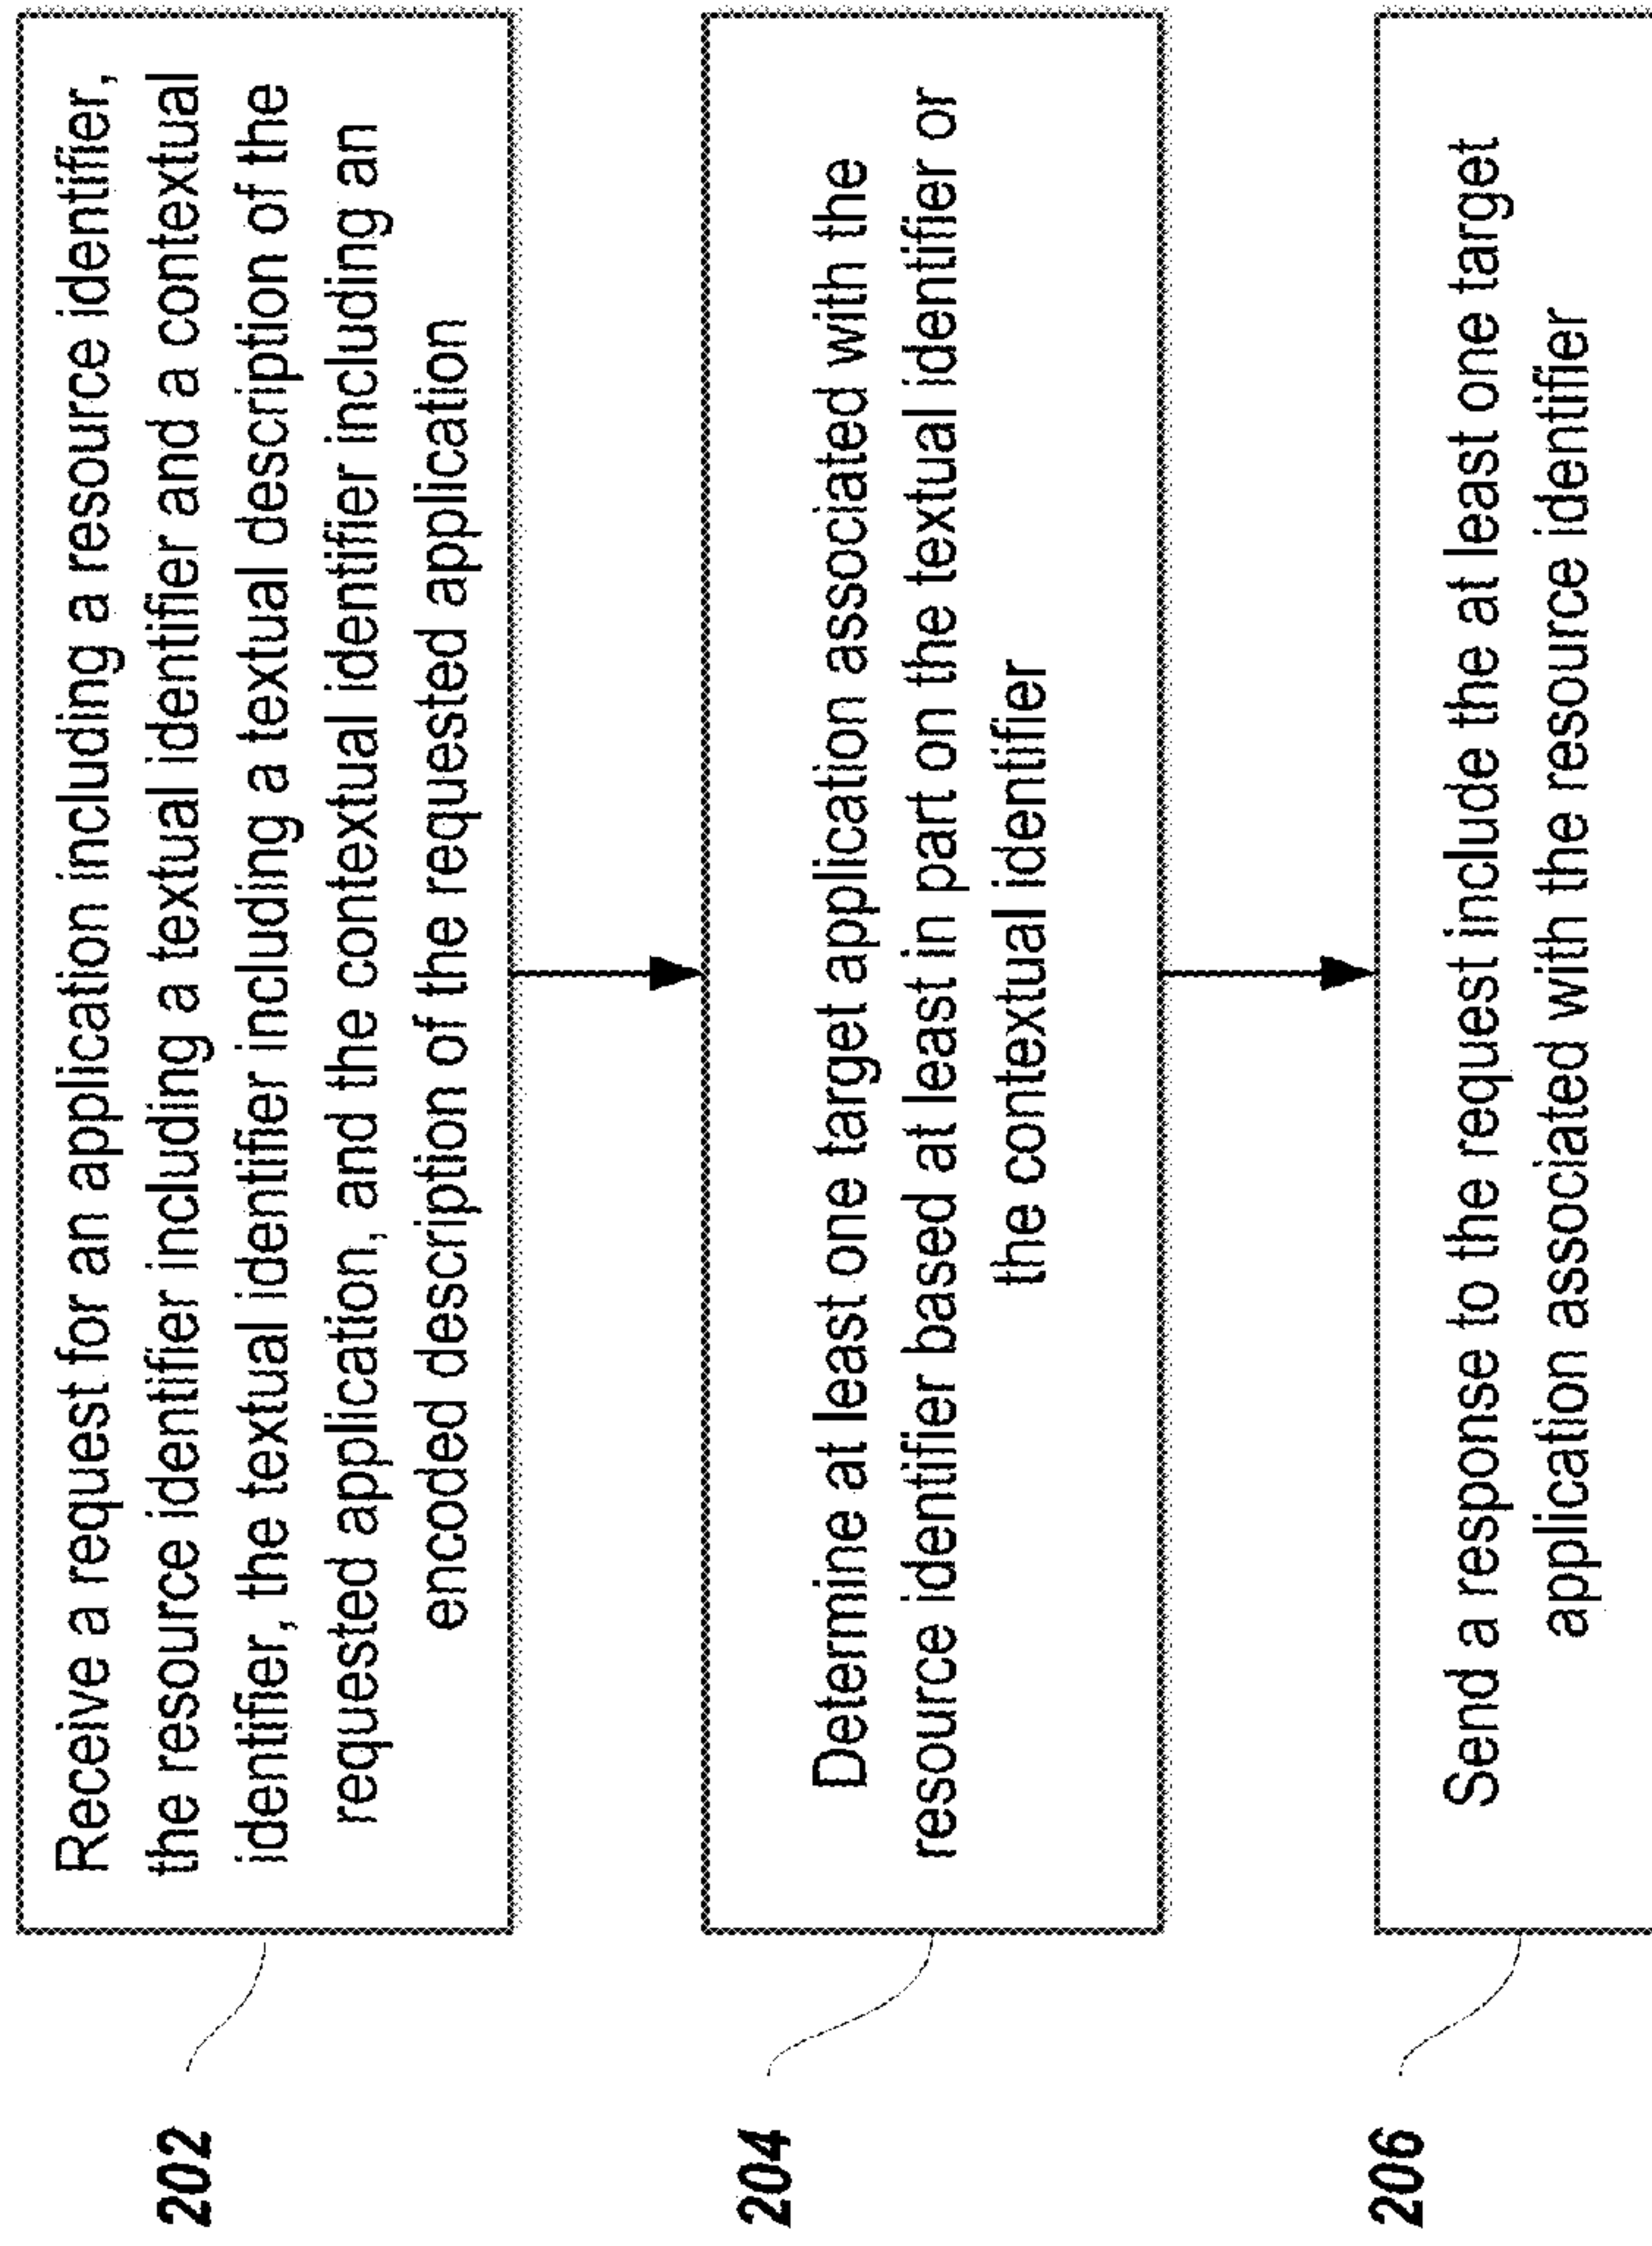 202
Receive a request for an application including a resource identifier,
the resource identifier including a textual identifier and a contextual
identifier, the textual identifier including a textual description of the
requested application, and the contextual identifier including an
encoded description of the requested application
204
Determine at least one target application associated with the
resource identifier based at least in part on the textual identifier or
the contextual identifier
206
Send a response to the request include the at least one target
application associated with the resource identifier